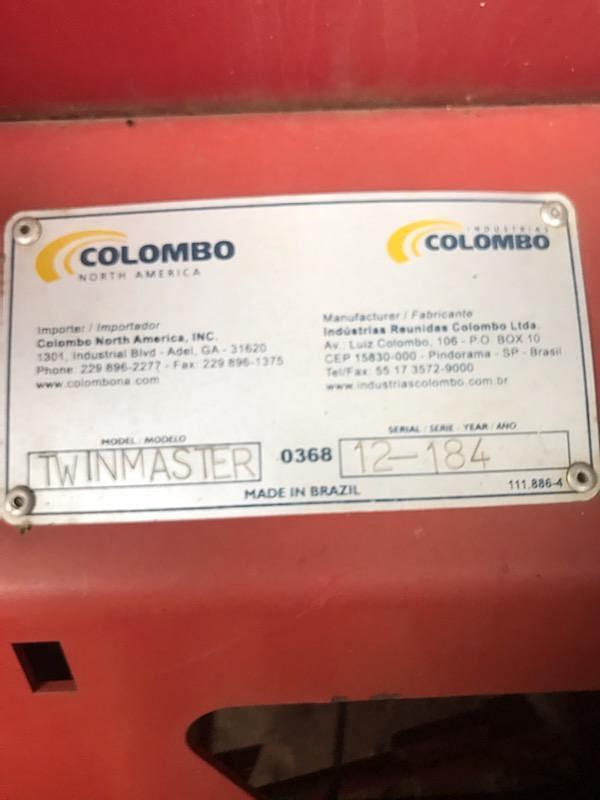 COLOMBO
NORTH AMERICA
Importer / Importador
Colombo North America, INC.
1301, Industrial Blvd - Adel, GA - 31620
Phone: 229 896-2277 - Fax: 229 896-1375
www.colombona.com
INDUSTRIAS
COLOMBO
Manufacturer / Fabricante
Indústrias Reunidas Colombo Ltda.
Av.: Luiz Colombo, 106 - P.O. BOX 10
CEP 15830-000 - Pindorama - SP - Brasil
Tel/Fax: 55 17 3572-9000
www.industriascolombo.com.br
MODEL / MODELO
TWINMASTER
0368
SERIAL / SERIE - YEAR / AÑO
12-184
MADE IN BRAZIL
111.886-4